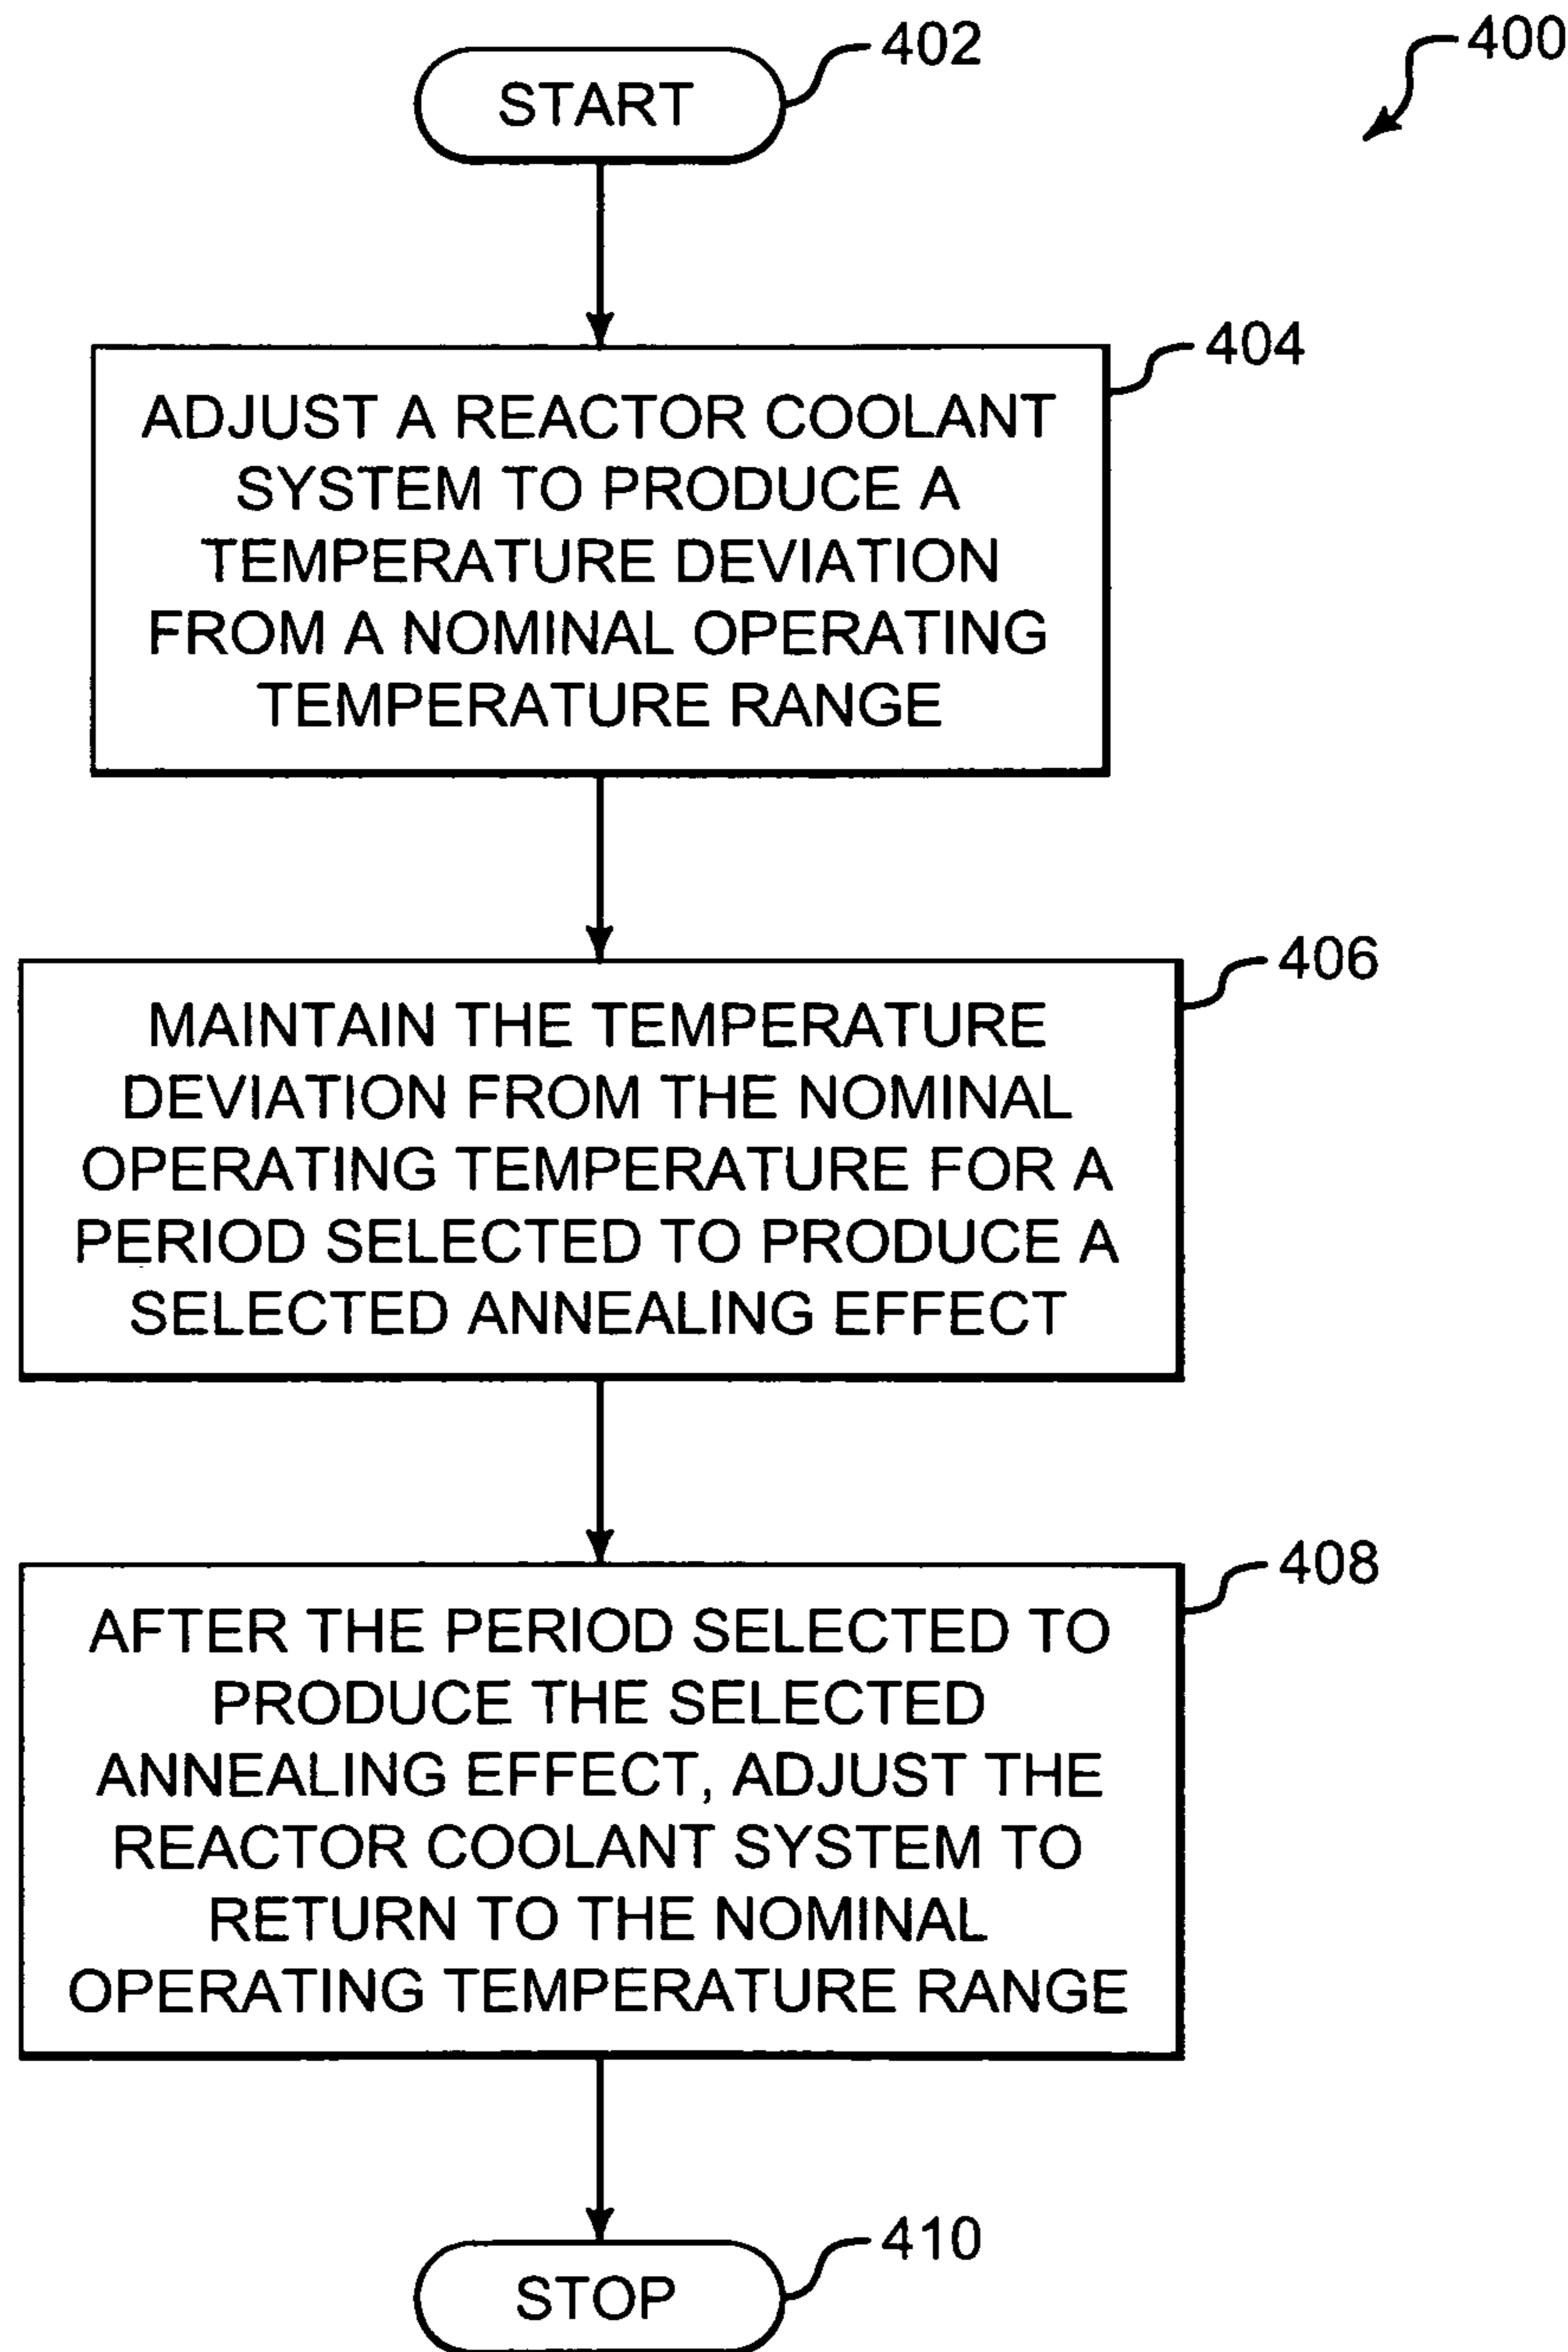 402
400
START
404
ADJUST A REACTOR COOLANT
SYSTEM TO PRODUCE A
TEMPERATURE DEVIATION
FROM A NOMINAL OPERATING
TEMPERATURE RANGE
406
MAINTAIN THE TEMPERATURE
DEVIATION FROM THE NOMINAL
OPERATING TEMPERATURE FOR A
PERIOD SELECTED TO PRODUCE A
SELECTED ANNEALING EFFECT
408
AFTER THE PERIOD SELECTED TO
PRODUCE THE SELECTED
ANNEALING EFFECT, ADJUST THE
REACTOR COOLANT SYSTEM TO
RETURN TO THE NOMINAL
OPERATING TEMPERATURE RANGE
410
STOP